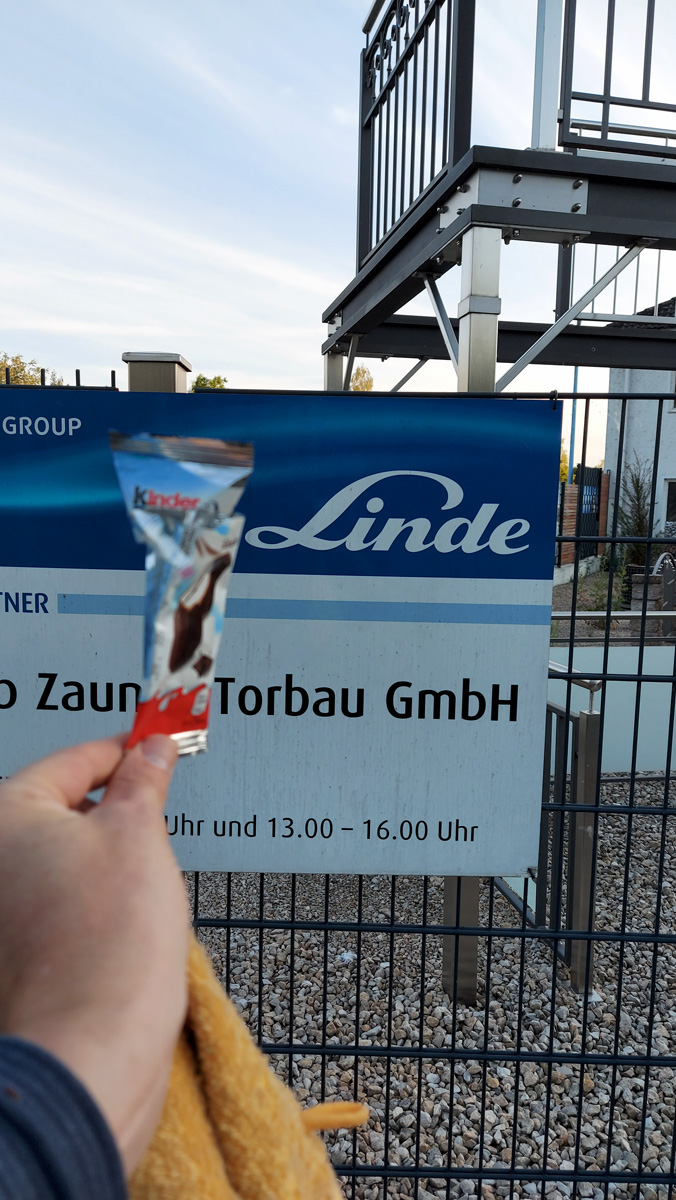 GROUP
Kinder
Linde
TNER
o Zaun Torbau GmbH
Uhr und 13.00 – 16.00 Uhr